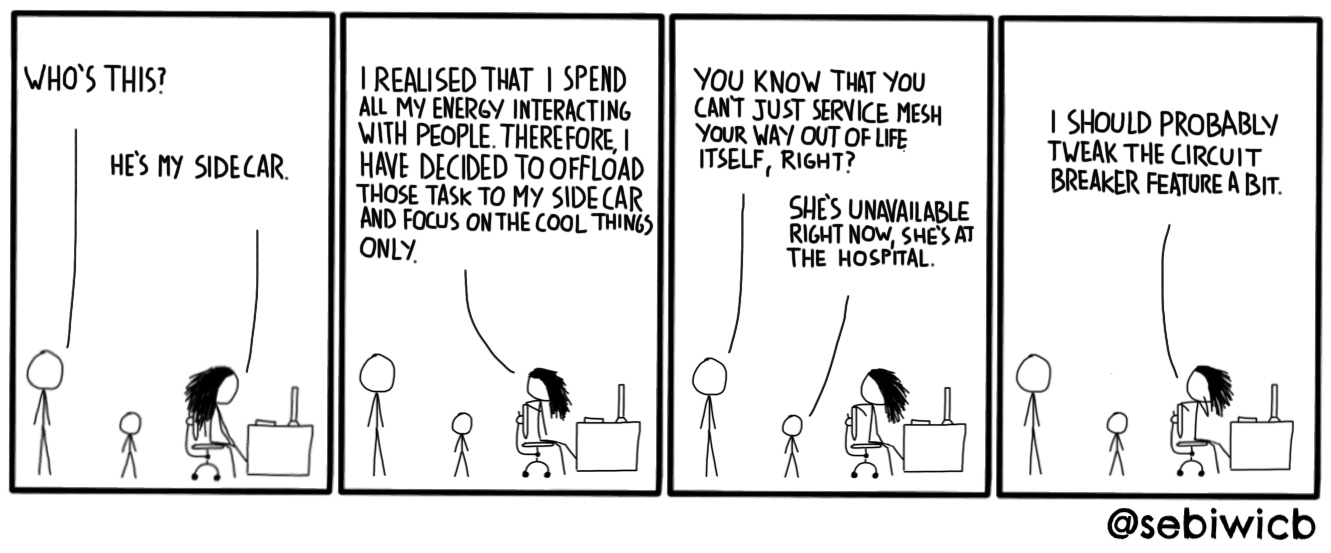 WHO'S THIS?
HE'S MY SIDECAR.
I REALISED THAT I SPEND
ALL MY ENERGY INTERACTING
WITH PEOPLE. THEREFORE, I
HAVE DECIDED TO OFFLOAD
THOSE TASK TO MY SIDECAR
AND FOCUS ON THE COOL THINGS
ONLY.
YOU KNOW THAT YOU
CAN'T JUST SERVICE MESH
YOUR WAY OUT OF LIFE
ITSELF, RIGHT?
SHE'S UNAVAILABLE
RIGHT NOW, SHE'S AT
THE HOSPITAL.
I SHOULD PROBABLY
TWEAK THE CIRCUIT
BREAKER FEATURE A BIT.
@sebiwicb